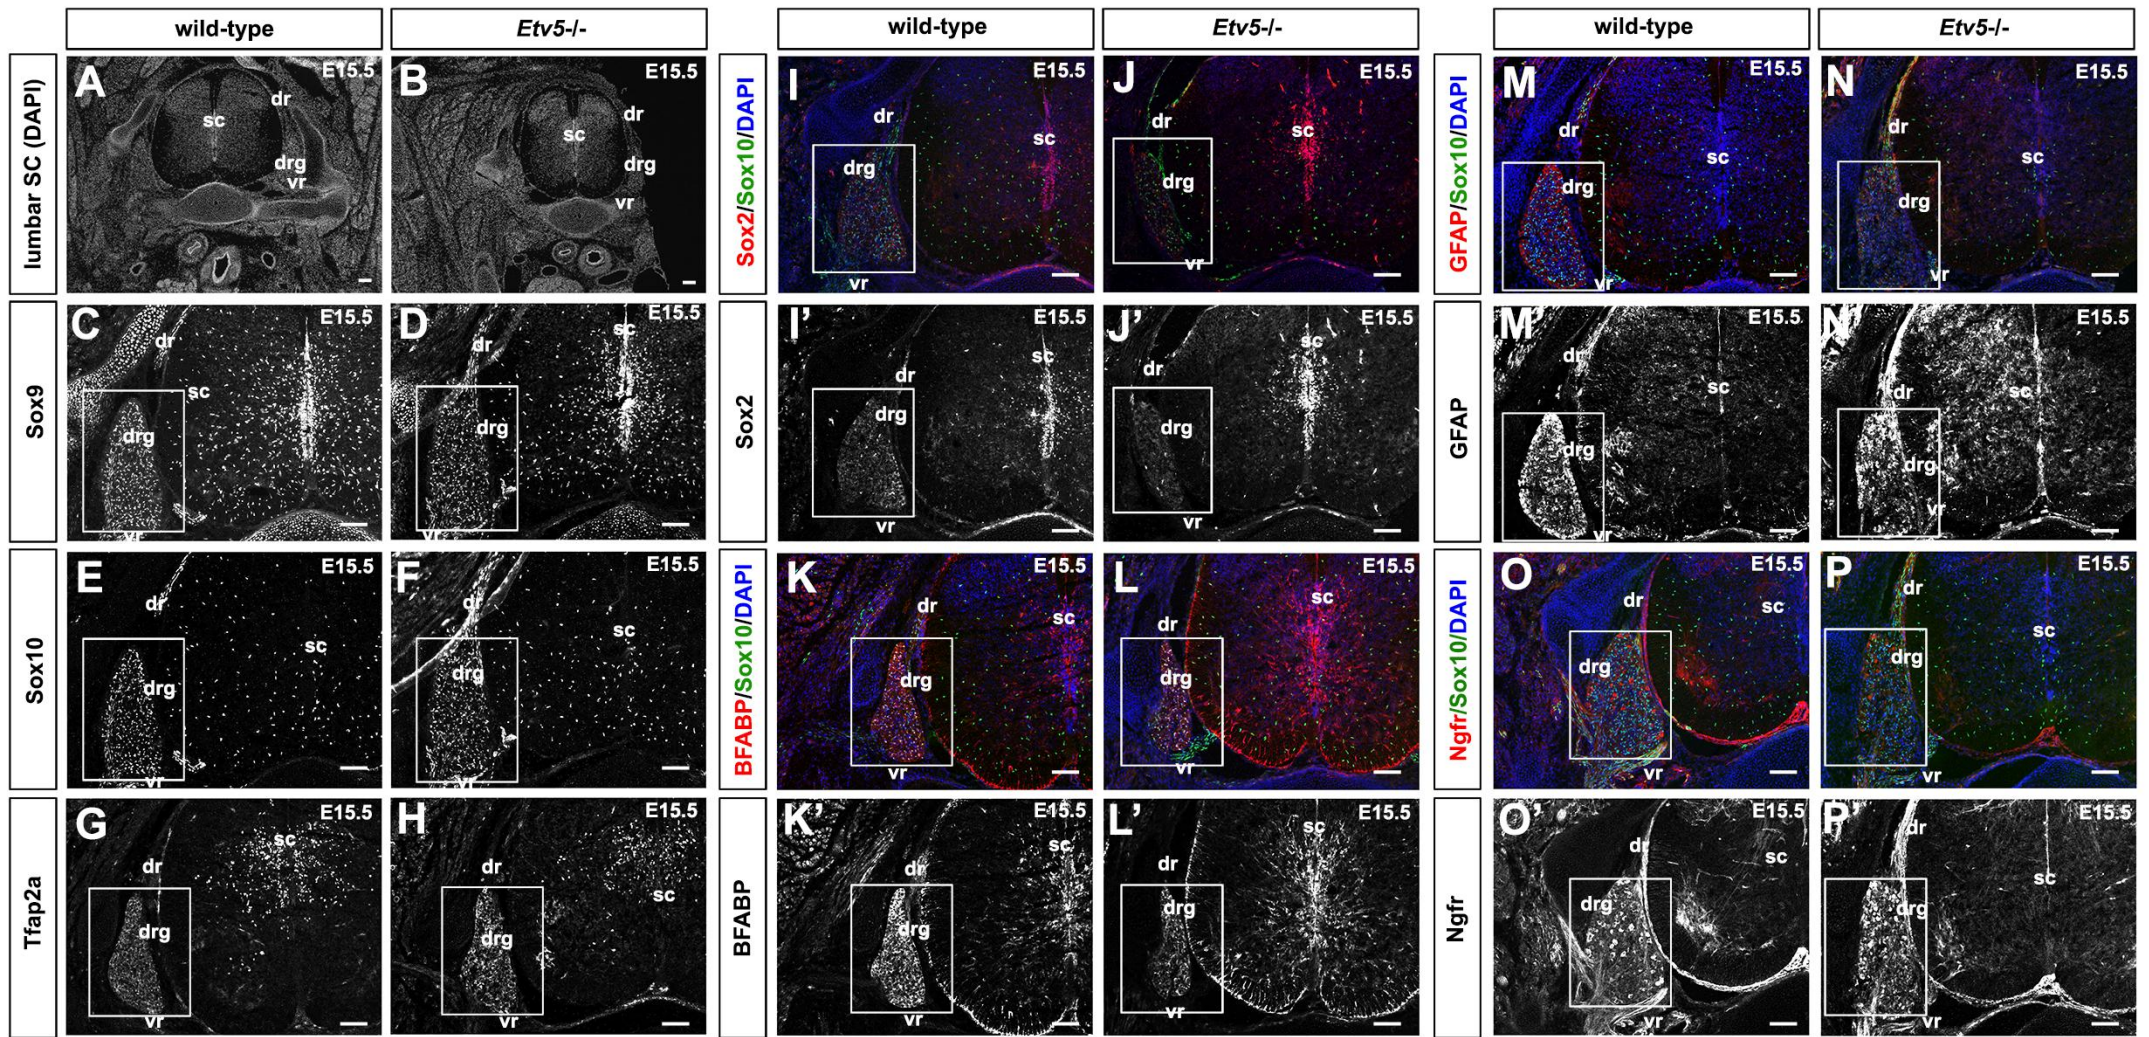 wild-type
Etv5-/-
wild-type
Etv5-/-
wild-type
Etv5-/-
lumbar SC (DAPI)
A
E15.5
dr
sc
drg
vr
B
E15.5
dr
sc
drg
vr
Sox2/Sox10/DAPI
I
E15.5
dr
sc
drg
vr
J
E15.5
dr
sc
drg
vr
GFAP/Sox10/DAPI
M
E15.5
dr
sc
drg
vr
N
E15.5
dr
sc
drg
vr
Sox9
C
E15.5
dr
sc
drg
vr
D
E15.5
sc
dr
drg
vr
Sox2
I'
E15.5
sc
dr
drg
vr
J'
E15.5
sc
dr
drg
vr
GFAP
M'
E15.5
dr
sc
drg
vr
N'
E15.5
dr
sc
drg
vr
Sox10
E
E15.5
dr
sc
drg
vr
F
E15.5
dr
sc
drg
vr
BFABP/Sox10/DAPI
K
E15.5
dr
sc
drg
vr
L
E15.5
sc
dr
drg
vr
Ngfr/Sox10/DAPI
O
E15.5
dr
sc
drg
vr
P
E15.5
dr
sc
drg
vr
Tfap2a
G
E15.5
sc
dr
drg
vr
H
E15.5
dr
sc
drg
vr
BFABP
K'
E15.5
sc
dr
drg
vr
L'
E15.5
sc
dr
drg
vr
Ngfr
O'
E15.5
dr
sc
drg
vr
P'
E15.5
dr
sc
drg
vr